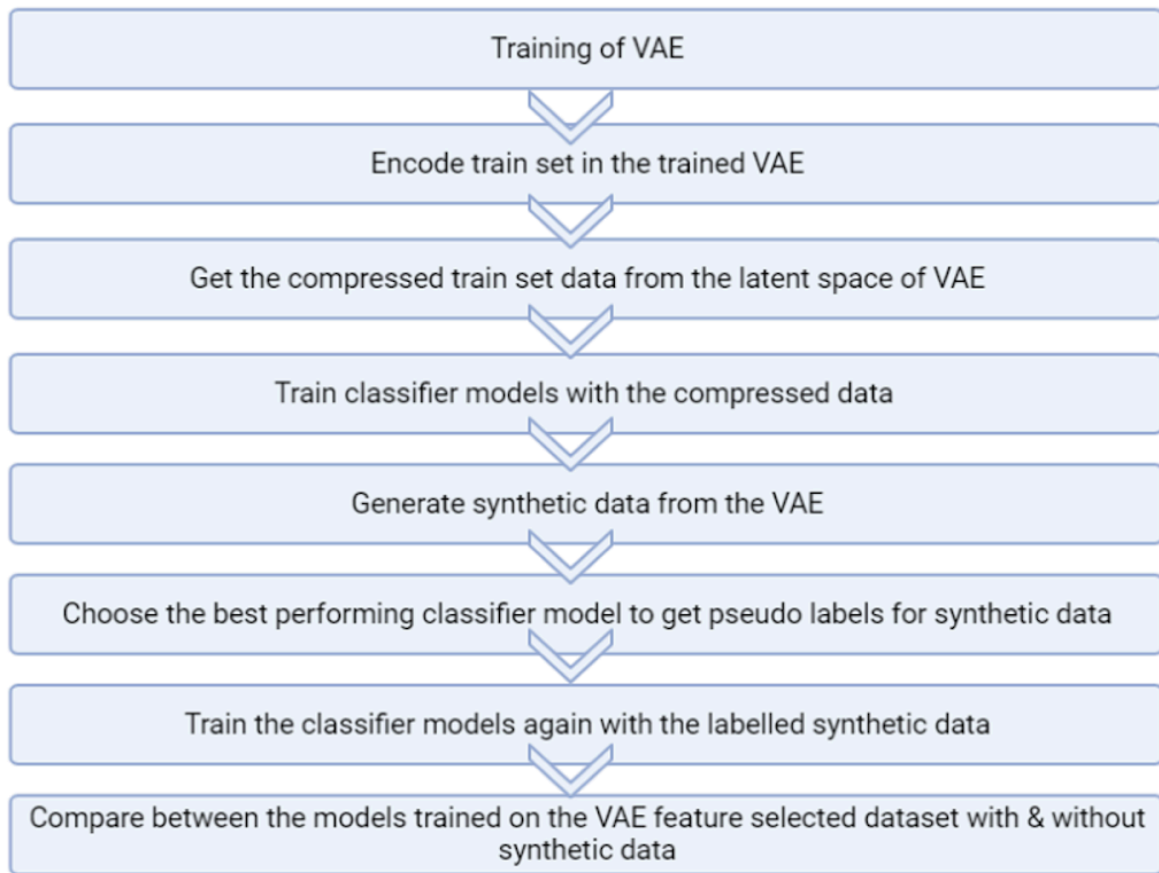 Training of VAE
Encode train set in the trained VAE
Get the compressed train set data from the latent space of VAE
Train classifier models with the compressed data
Generate synthetic data from the VAE
Choose the best performing classifier model to get pseudo labels for synthetic data
Train the classifier models again with the labelled synthetic data
Compare between the models trained on the VAE feature selected dataset with & without
synthetic data